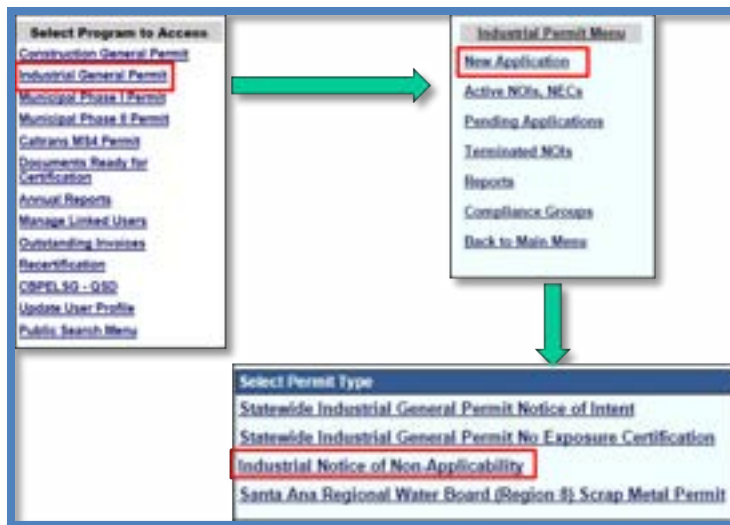 Select Program to Access
Construction General Permit
Industrial General Permit
Municipal Phase I Permit
Municipal Phase II Permit
Caltrans MS4 Permit
Documents Ready for
Certification
Annual Reports
Manage Linked Users
Outstanding Invoices
Recertification
CBPELSG - QSD
Update User Profile
Public Search Menu
Industrial Permit Menu
New Application
Active NOIs, NECs
Pending Applications
Terminated NOIs
Reports
Compliance Groups
Back to Main Menu
Select Permit Type
Statewide Industrial General Permit Notice of Intent
Statewide Industrial General Permit No Exposure Certification
Industrial Notice of Non-Applicability
Santa Ana Regional Water Board (Region 8) Scrap Metal Permit